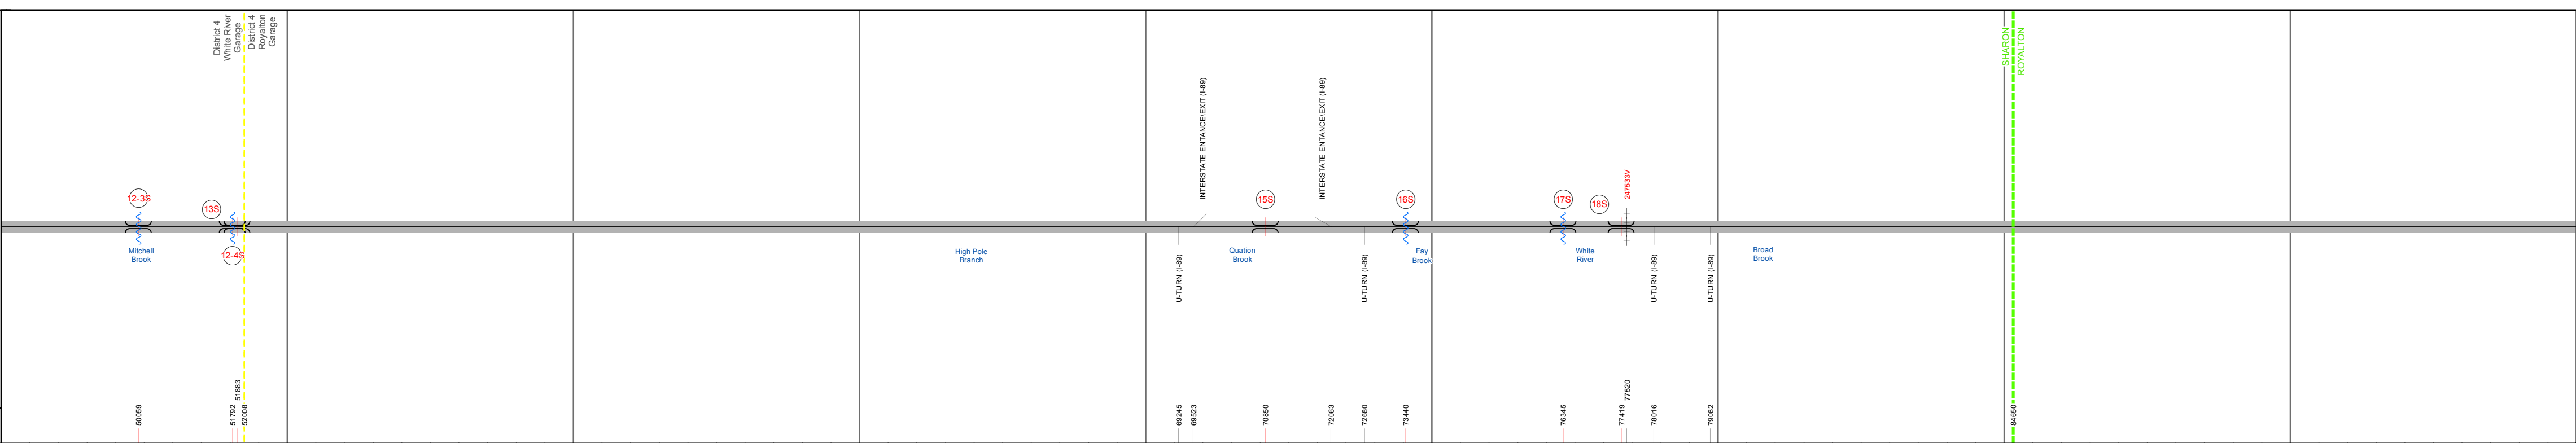 District 4
White River
Garage
District 4
Royalton
Garage
SHARON
ROYALTON
INTERSTATE ENTANCE\EXIT (I-89)
INTERSTATE ENTANCE\EXIT (I-89)
12-3S
13S
12-4S
15S
16S
17S
18S
247533V
Mitchell
Brook
High Pole
Branch
Quation
Brook
Fay
Brook
White
River
Broad
Brook
U-TURN (I-89)
U-TURN (I-89)
U-TURN (I-89)
U-TURN (I-89)
50059
51792
51883
52008
69245
69523
70850
72063
72680
73440
76345
77419
77520
78016
79062
84650